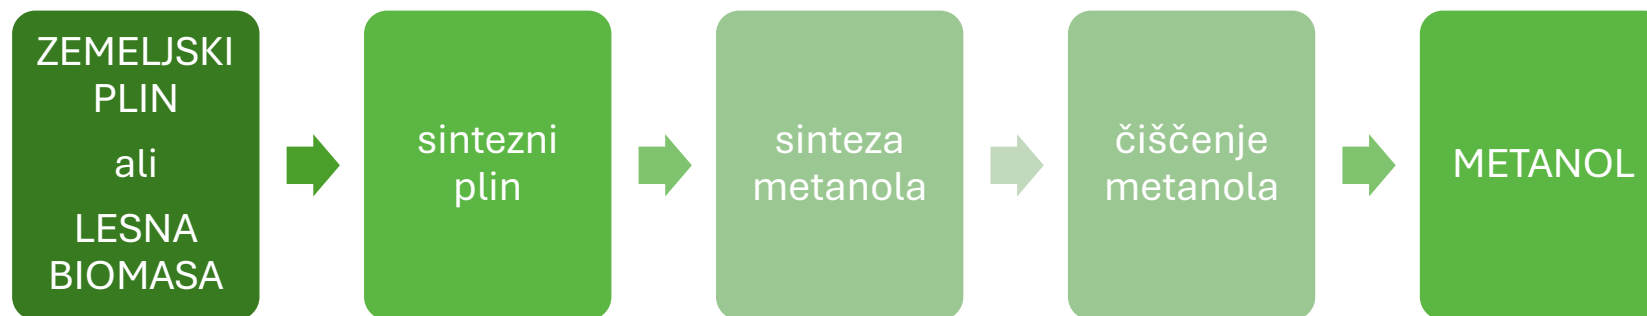 ZEMELJSKI
PLIN
ali
LESNA
BIOMASA
sintezni
plin
sinteza
metanola
čiščenje
metanola
METANOL